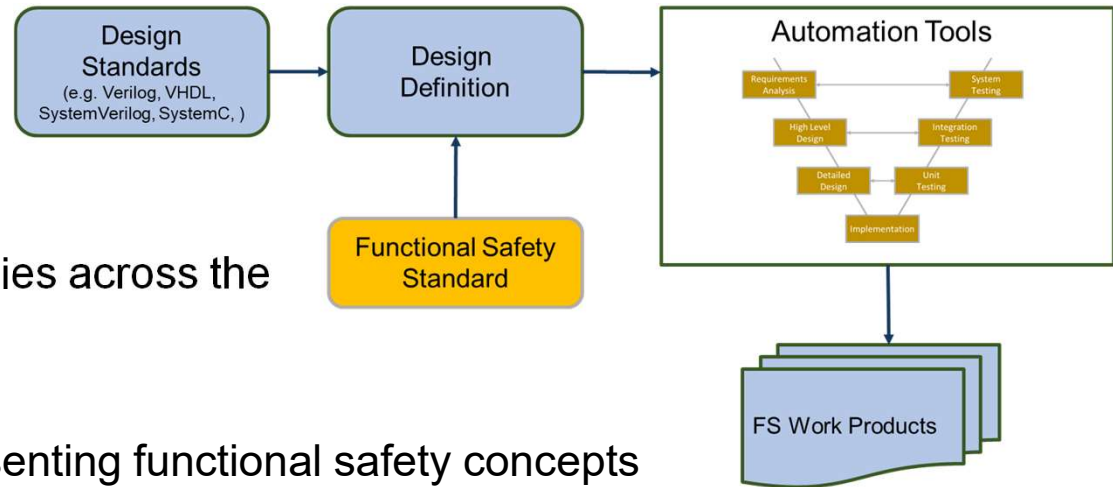 Design
Standards
(e.g. Verilog, VHDL,
SystemVerilog, SystemC, )
Design
Definition
Functional Safety
Standard
Automation Tools
Requirements
Analysis
System
Testing
High Level
Design
Integration
Testing
Detailed
Design
Unit
Testing
Implementation
ies across the
FS Work Products
senting functional safety concepts